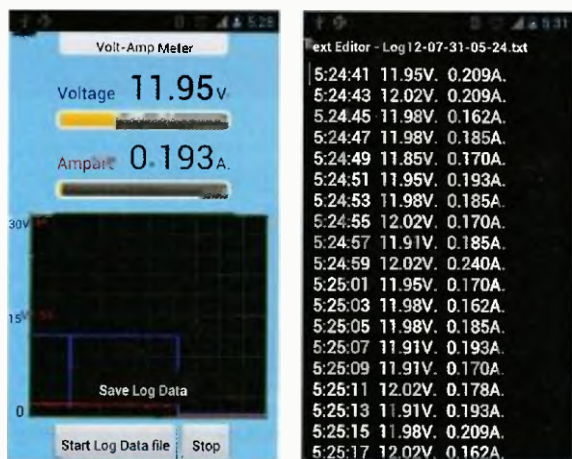 5:28
Volt-Amp Meter
Voltage 11.95 V.
0.193 A.
30V
15V
0
Save Log Data
Start Log Data file
Stop
5:31
ext Editor - Log12-07-31-05-24.txt
5:24:41 11.95V. 0.209A.
5:24:43 12.02V. 0.209A.
5:24:45 11.98V. 0.162A.
5:24:47 11.98V. 0.185A.
5:24:49 11.85V. 0.170A.
5:24:51 11.95V. 0.193A.
5:24:53 11.98V. 0.185A.
5:24:55 12.02V. 0.170A.
5:24:57 11.91V. 0.185A.
5:24:59 12.02V. 0.240A.
5:25:01 11.95V. 0.170A.
5:25:03 11.98V. 0.162A.
5:25:05 11.98V. 0.185A.
5:25:07 11.91V. 0.193A.
5:25:09 11.91V. 0.170A.
5:25:11 12.02V. 0.178A.
5:25:13 11.91V. 0.193A.
5:25:15 11.98V. 0.209A.
5:25:17 12.02V. 0.162A.